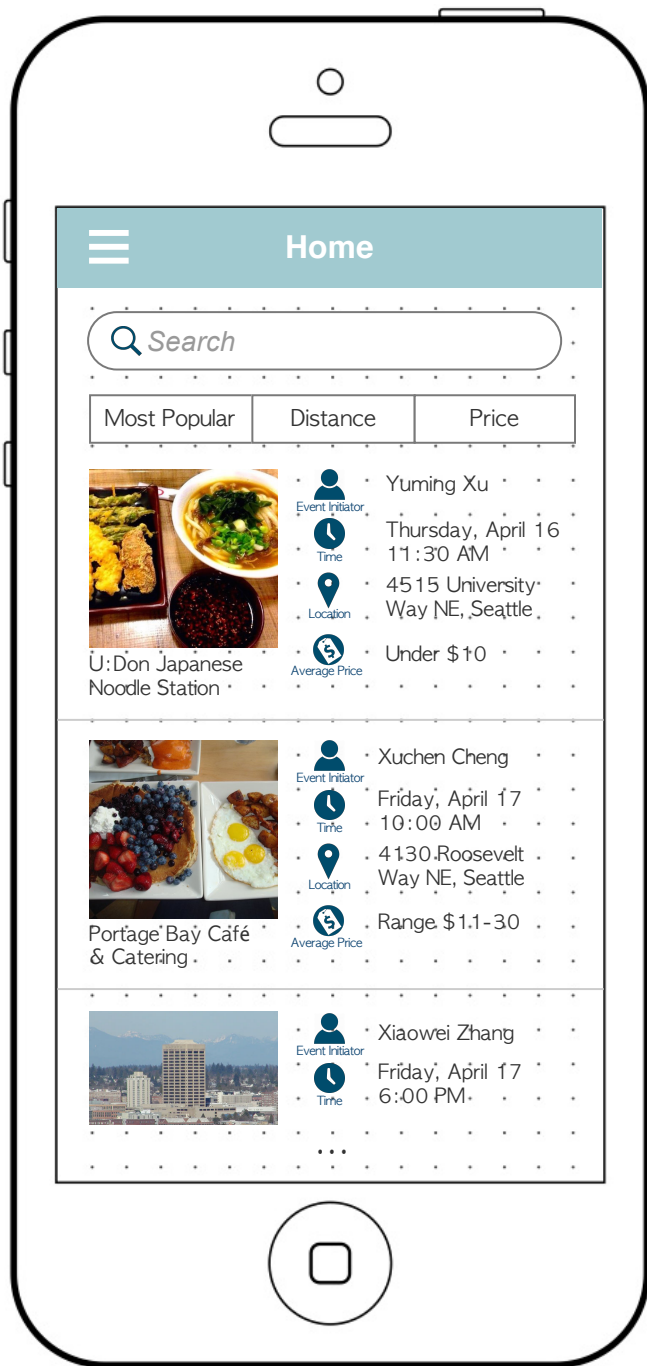 Home
Search
Most Popular
Distance
Price
Event Initiator
Yuming Xu
Time
Thursday, April 16
11:30 AM
Location
4515 University
Way NE, Seattle
Average Price
Under $10
U:Don Japanese
Noodle Station
Event Initiator
Xuchen Cheng
Time
Friday, April 17
10:00 AM
Location
4130 Roosevelt
Way NE, Seattle
Average Price
Range $11-30
Portage Bay Café
& Catering
Event Initiator
Xiaowei Zhang
Time
Friday, April 17
6:00 PM
...